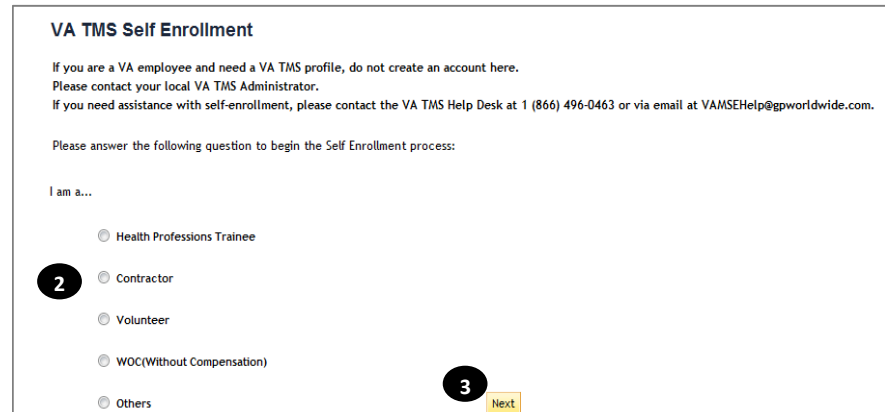 VA TMS Self Enrollment
If you are a VA employee and need a VA TMS profile, do not create an account here.
Please contact your local VA TMS Administrator.
If you need assistance with self-enrollment, please contact the VA TMS Help Desk at 1 (866) 496-0463 or via email at VAMSEHelp@gpworldwide.com.
Please answer the following question to begin the Self Enrollment process:
I am a...
Health Professions Trainee
2 Contractor
Volunteer
WOC(Without Compensation)
3
Others Next